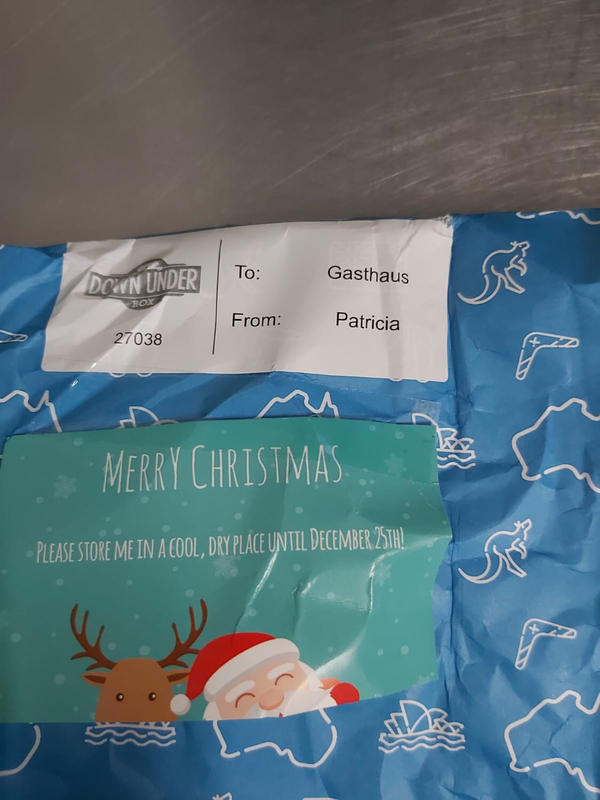 DOWN UNDER
BOX
27038
To: Gasthaus
From: Patricia
MERRY CHRISTMAS
PLEASE STORE ME IN A COOL, DRY PLACE UNTIL DECEMBER 25TH!